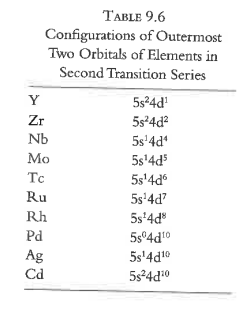 TABLE 9.6
Configurations of Outermost
Two Orbitals of Elements in
Second Transition Series
Y 5s²4d¹
Zr 5s²4d²
Nb 5s¹4d⁴
Mo 5s¹4d⁵
Tc 5s¹4d⁶
Ru 5s¹4d⁷
Rh 5s¹4d⁸
Pd 5s⁰4d¹⁰
Ag 5s¹4d¹⁰
Cd 5s²4d¹⁰